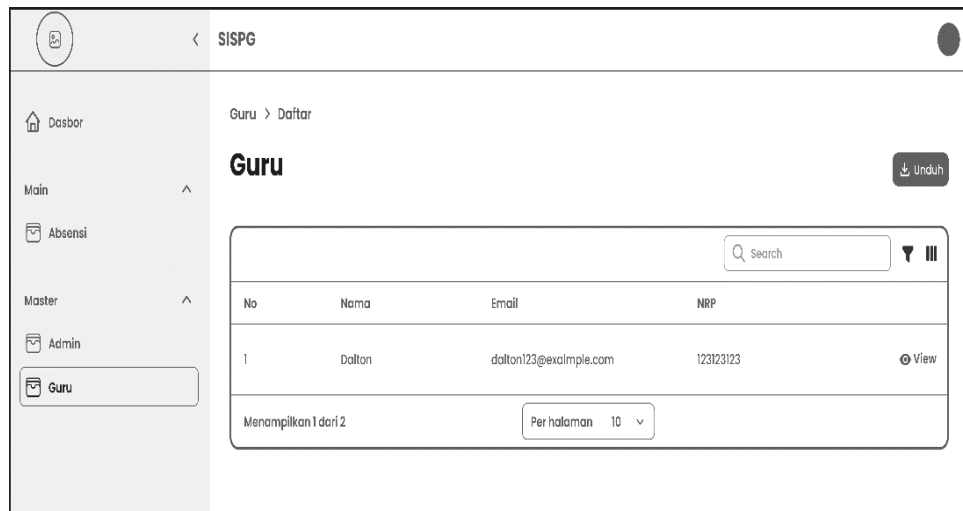 SISPG
Dasbor
Main
Absensi
Master
Admin
Guru
Guru > Daftar
Guru
Unduh
Search
No Nama Email NRP
1 Dalton dalton123@exalmple.com 123123123 View
Menampilkan 1 dari 2 Per halaman 10